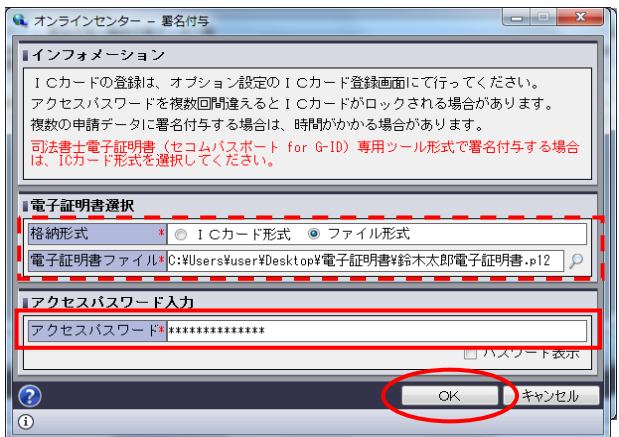 オンラインセンター － 署名付与
インフォメーション
ＩＣカードの登録は、オプション設定のＩＣカード登録画面にて行ってください。
アクセスパスワードを複数回間違えるとＩＣカードがロックされる場合があります。
複数の申請データに署名付与する場合は、時間がかかる場合があります。
司法書士電子証明書（セコムパスポート for G-ID）専用ツール形式で署名付与する場合
は、ICカード形式を選択してください。
電子証明書選択
格納形式 * ＩＣカード形式 ファイル形式
電子証明書ファイル* C:¥Users¥user¥Desktop¥電子証明書¥鈴木太郎電子証明書.p12
アクセスパスワード入力
アクセスパスワード* **************
パスワード表示
OK キャンセル